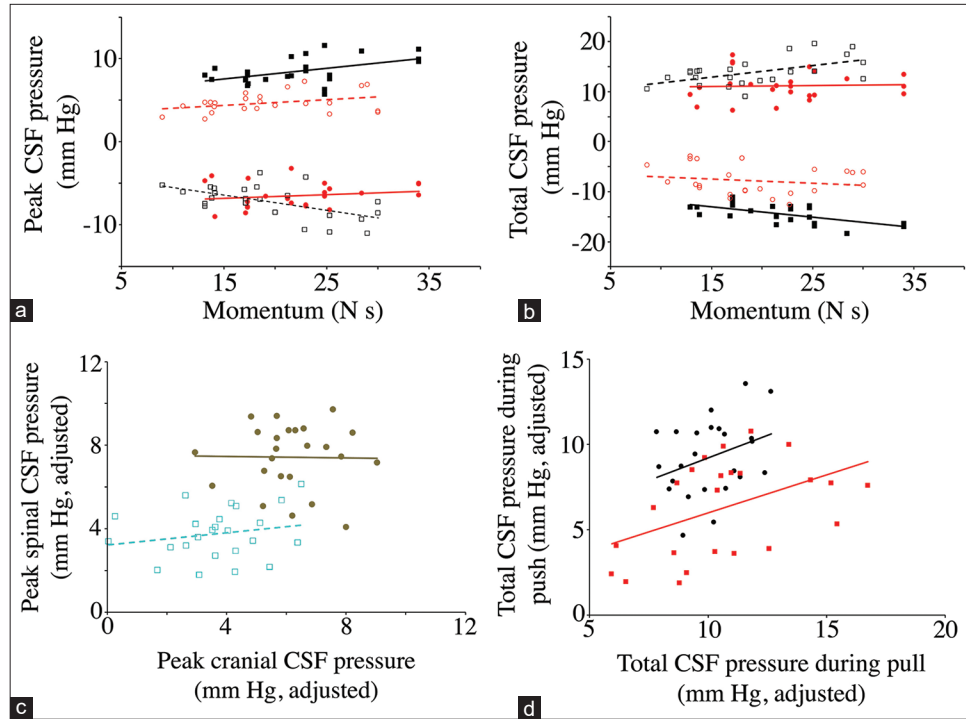 Peak CSF pressure
(mm Hg)
10
0
-10
5
15
25
35
Momentum (N s)
a
Total CSF pressure
(mm Hg)
20
10
0
-10
-20
5
15
25
35
Momentum (N s)
b
Peak spinal CSF pressure
(mm Hg, adjusted)
12
8
4
0
0
4
8
12
Peak cranial CSF pressure
(mm Hg, adjusted)
c
Total CSF pressure during
push (mm Hg, adjusted)
15
10
5
0
5
10
15
20
Total CSF pressure during pull
(mm Hg, adjusted)
d